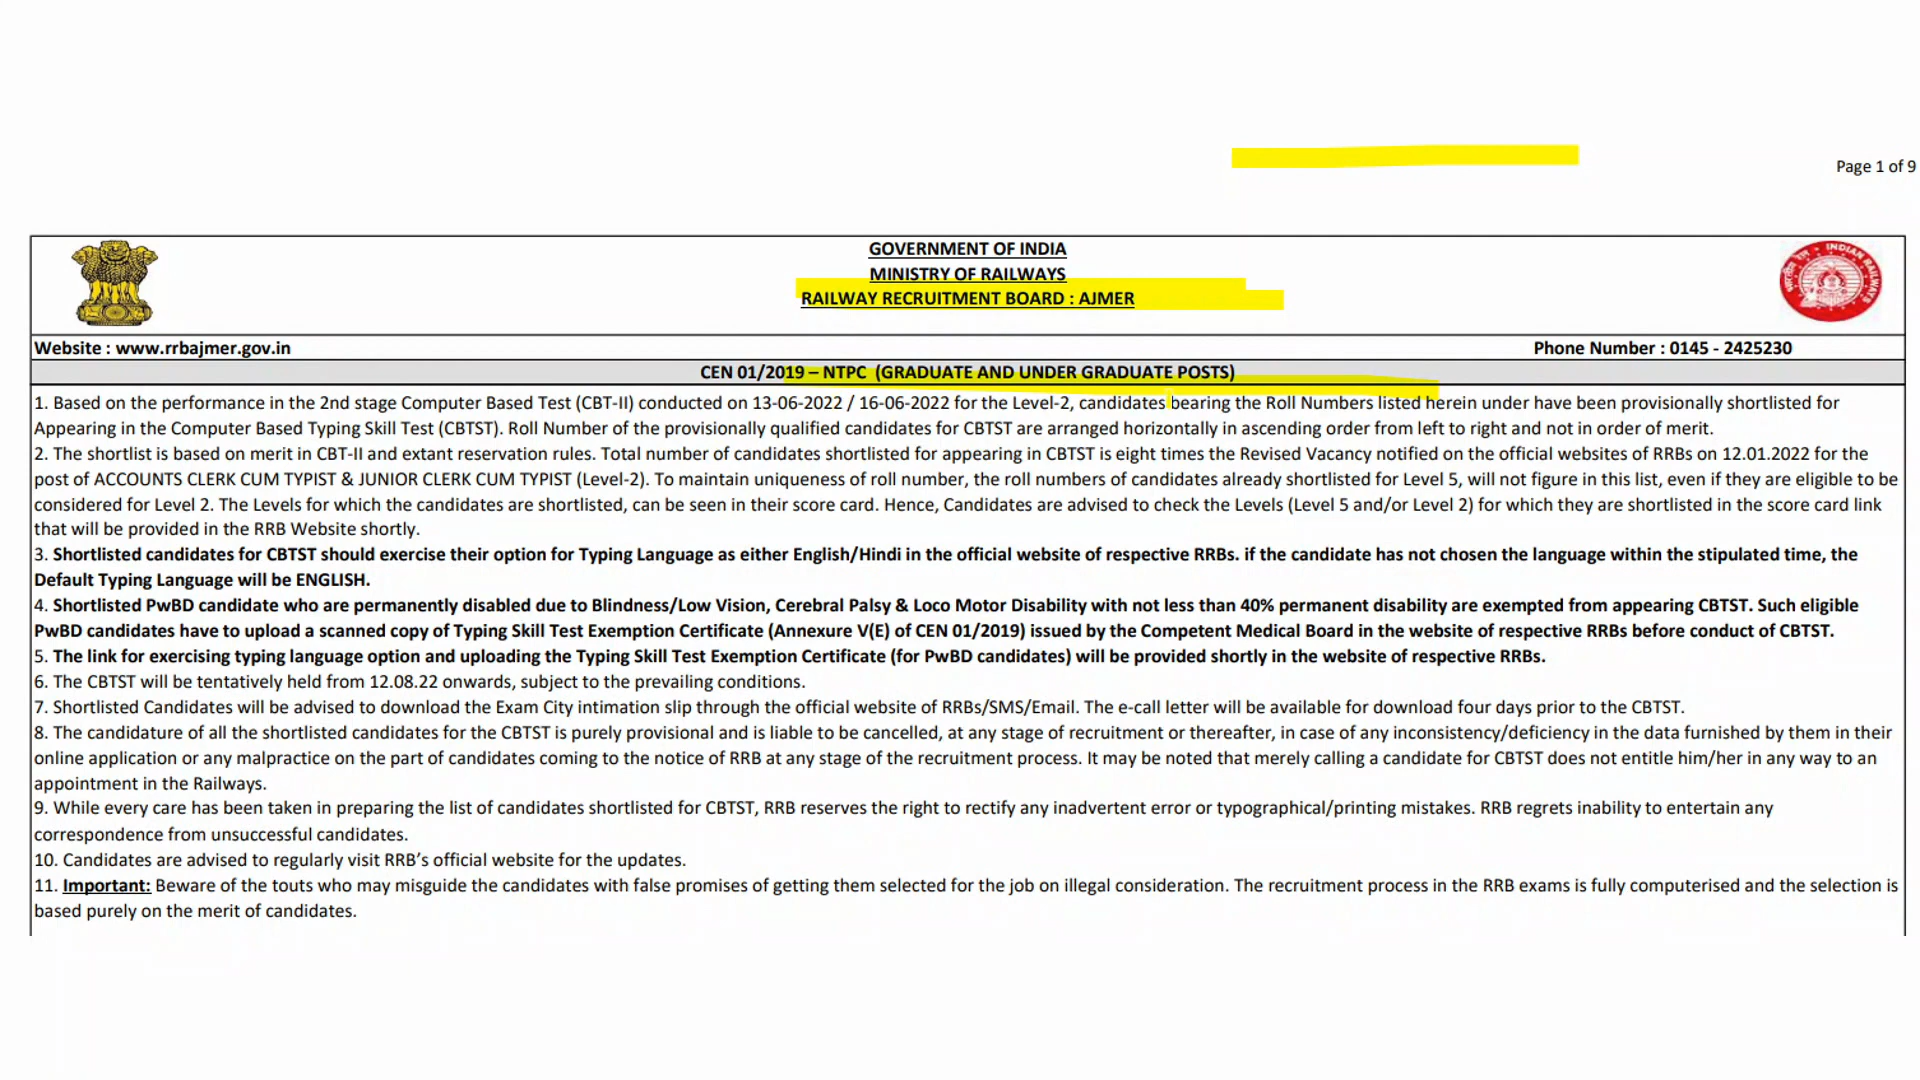 Page 1 of 9
GOVERNMENT OF INDIA
MINISTRY OF RAILWAYS
RAILWAY RECRUITMENT BOARD : AJMER
INDIAN RAILWAYS
Website : www.rrbajmer.gov.in Phone Number : 0145 - 2425230
CEN 01/2019 – NTPC (GRADUATE AND UNDER GRADUATE POSTS)
1. Based on the performance in the 2nd stage Computer Based Test (CBT-II) conducted on 13-06-2022 / 16-06-2022 for the Level-2, candidates bearing the Roll Numbers listed herein under have been provisionally shortlisted for
Appearing in the Computer Based Typing Skill Test (CBTST). Roll Number of the provisionally qualified candidates for CBTST are arranged horizontally in ascending order from left to right and not in order of merit.
2. The shortlist is based on merit in CBT-II and extant reservation rules. Total number of candidates shortlisted for appearing in CBTST is eight times the Revised Vacancy notified on the official websites of RRBs on 12.01.2022 for the
post of ACCOUNTS CLERK CUM TYPIST & JUNIOR CLERK CUM TYPIST (Level-2). To maintain uniqueness of roll number, the roll numbers of candidates already shortlisted for Level 5, will not figure in this list, even if they are eligible to be
considered for Level 2. The Levels for which the candidates are shortlisted, can be seen in their score card. Hence, Candidates are advised to check the Levels (Level 5 and/or Level 2) for which they are shortlisted in the score card link
that will be provided in the RRB Website shortly.
3. Shortlisted candidates for CBTST should exercise their option for Typing Language as either English/Hindi in the official website of respective RRBs. if the candidate has not chosen the language within the stipulated time, the
Default Typing Language will be ENGLISH.
4. Shortlisted PwBD candidate who are permanently disabled due to Blindness/Low Vision, Cerebral Palsy & Loco Motor Disability with not less than 40% permanent disability are exempted from appearing CBTST. Such eligible
PwBD candidates have to upload a scanned copy of Typing Skill Test Exemption Certificate (Annexure V(E) of CEN 01/2019) issued by the Competent Medical Board in the website of respective RRBs before conduct of CBTST.
5. The link for exercising typing language option and uploading the Typing Skill Test Exemption Certificate (for PwBD candidates) will be provided shortly in the website of respective RRBs.
6. The CBTST will be tentatively held from 12.08.22 onwards, subject to the prevailing conditions.
7. Shortlisted Candidates will be advised to download the Exam City intimation slip through the official website of RRBs/SMS/Email. The e-call letter will be available for download four days prior to the CBTST.
8. The candidature of all the shortlisted candidates for the CBTST is purely provisional and is liable to be cancelled, at any stage of recruitment or thereafter, in case of any inconsistency/deficiency in the data furnished by them in their
online application or any malpractice on the part of candidates coming to the notice of RRB at any stage of the recruitment process. It may be noted that merely calling a candidate for CBTST does not entitle him/her in any way to an
appointment in the Railways.
9. While every care has been taken in preparing the list of candidates shortlisted for CBTST, RRB reserves the right to rectify any inadvertent error or typographical/printing mistakes. RRB regrets inability to entertain any
correspondence from unsuccessful candidates.
10. Candidates are advised to regularly visit RRB’s official website for the updates.
11. Important: Beware of the touts who may misguide the candidates with false promises of getting them selected for the job on illegal consideration. The recruitment process in the RRB exams is fully computerised and the selection is
based purely on the merit of candidates.